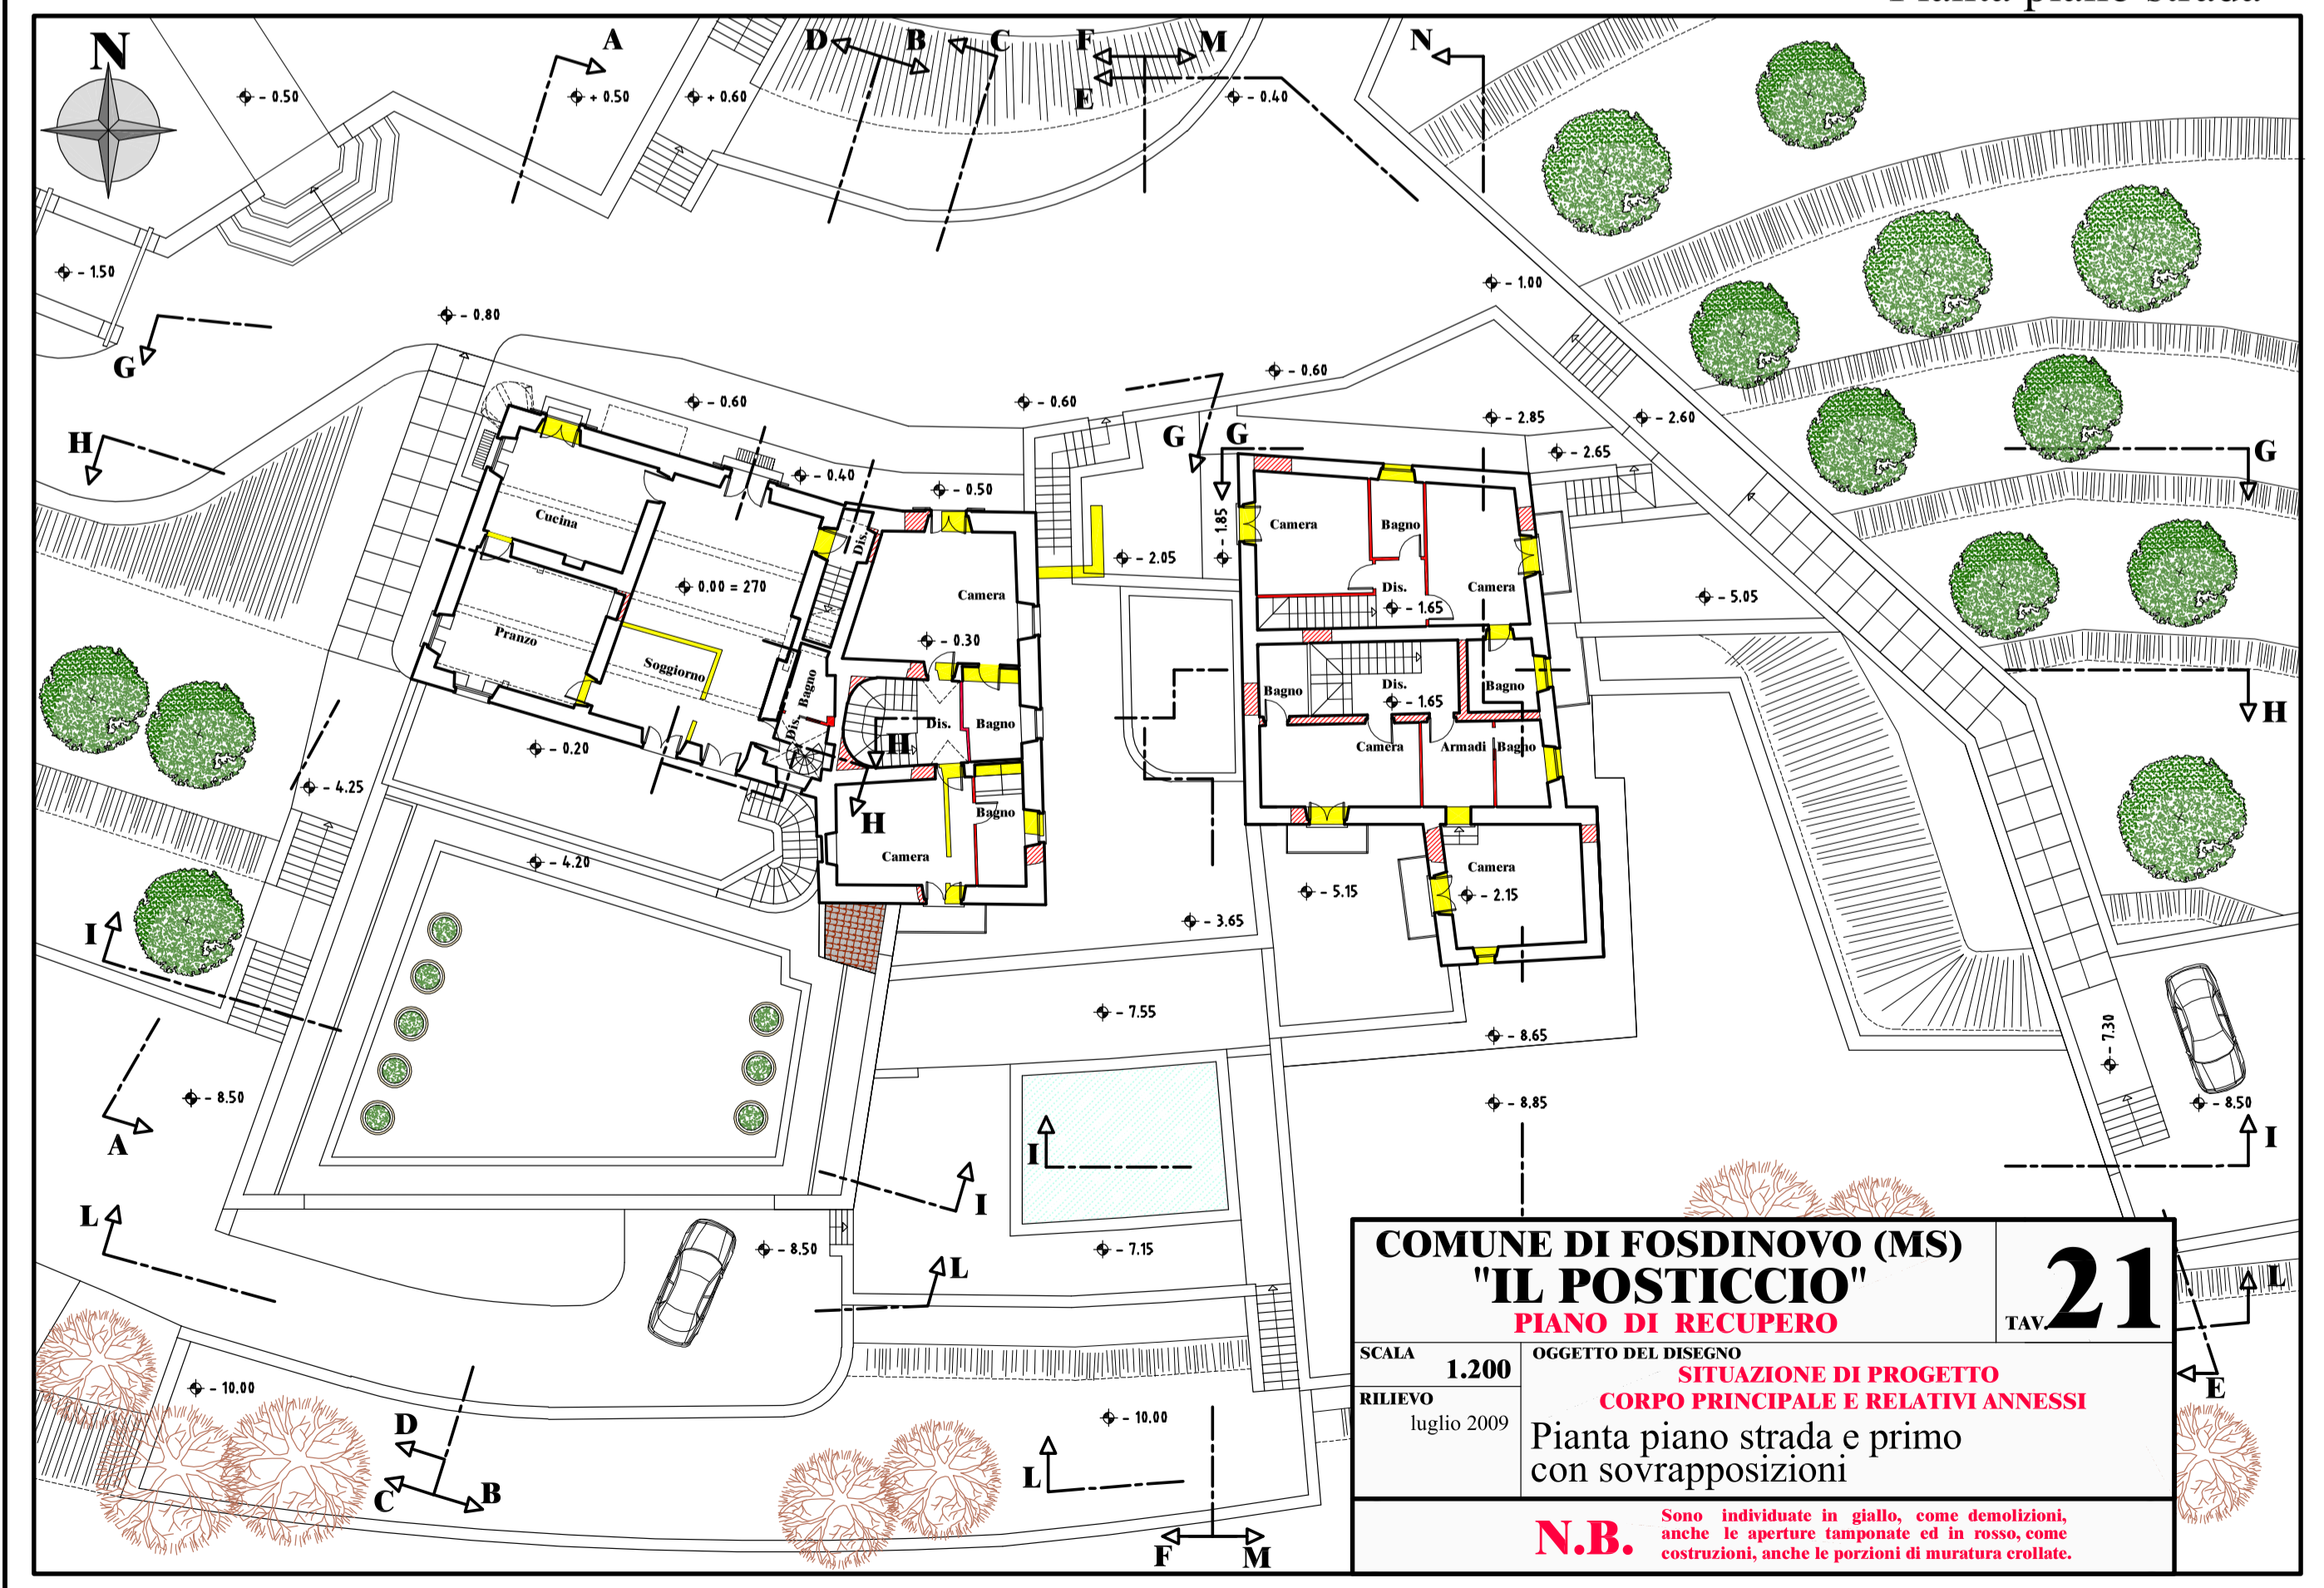 N
A
D
B
C
F
M
E
N
- 0.50
+ 0.50
+ 0.60
- 0.40
- 1.50
- 0.80
- 1.00
G
- 0.60
- 0.60
- 0.60
- 2.85
- 2.60
H
G
G
- 2.65
G
- 0.40
- 0.50
Cucina
Dis.
- 2.05
- 1.85
Camera
Bagno
0.00 = 270
Camera
Dis.
- 1.65
Camera
- 5.05
Pranzo
- 0.30
Soggiorno
Bagno
Dis.
Bagno
Dis.
- 1.65
Bagno
H
Dis.
Bagno
H
Camera
Armadi
Bagno
- 0.20
- 4.25
H
Bagno
- 4.20
Camera
Camera
- 5.15
- 2.15
- 3.65
I
- 7.55
- 8.65
- 7.30
- 8.50
- 8.85
- 8.50
A
I
I
I
L
- 8.50
- 7.15
L
L
- 10.00
D
C
B
- 10.00
L
F
M
E
COMUNE DI FOSDINOVO (MS)
"IL POSTICCIO"
PIANO DI RECUPERO
TAV. 21
SCALA
1.200
RILIEVO
luglio 2009
OGGETTO DEL DISEGNO
SITUAZIONE DI PROGETTO
CORPO PRINCIPALE E RELATIVI ANNESSI
Pianta piano strada e primo
con sovrapposizioni
N.B.
Sono individuate in giallo, come demolizioni,
anche le aperture tamponate ed in rosso, come
costruzioni, anche le porzioni di muratura crollate.